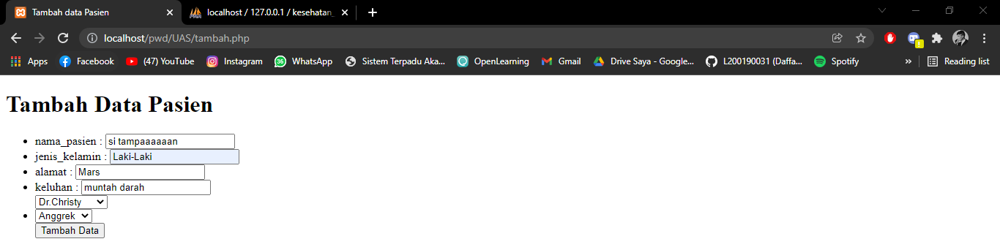 Tambah data Pasien
localhost / 127.0.0.1 / kesehatan_
localhost/pwd/UAS/tambah.php
Apps Facebook (47) YouTube Instagram 36 WhatsApp Sistem Terpadu Aka... OpenLearning Gmail Drive Saya - Google... L200190031 (Daffa... Spotify » Reading list
Tambah Data Pasien
nama_pasien : si tampaaaaaan
jenis_kelamin : Laki-Laki
alamat : Mars
keluhan : muntah darah
Dr.Christy
Anggrek
Tambah Data